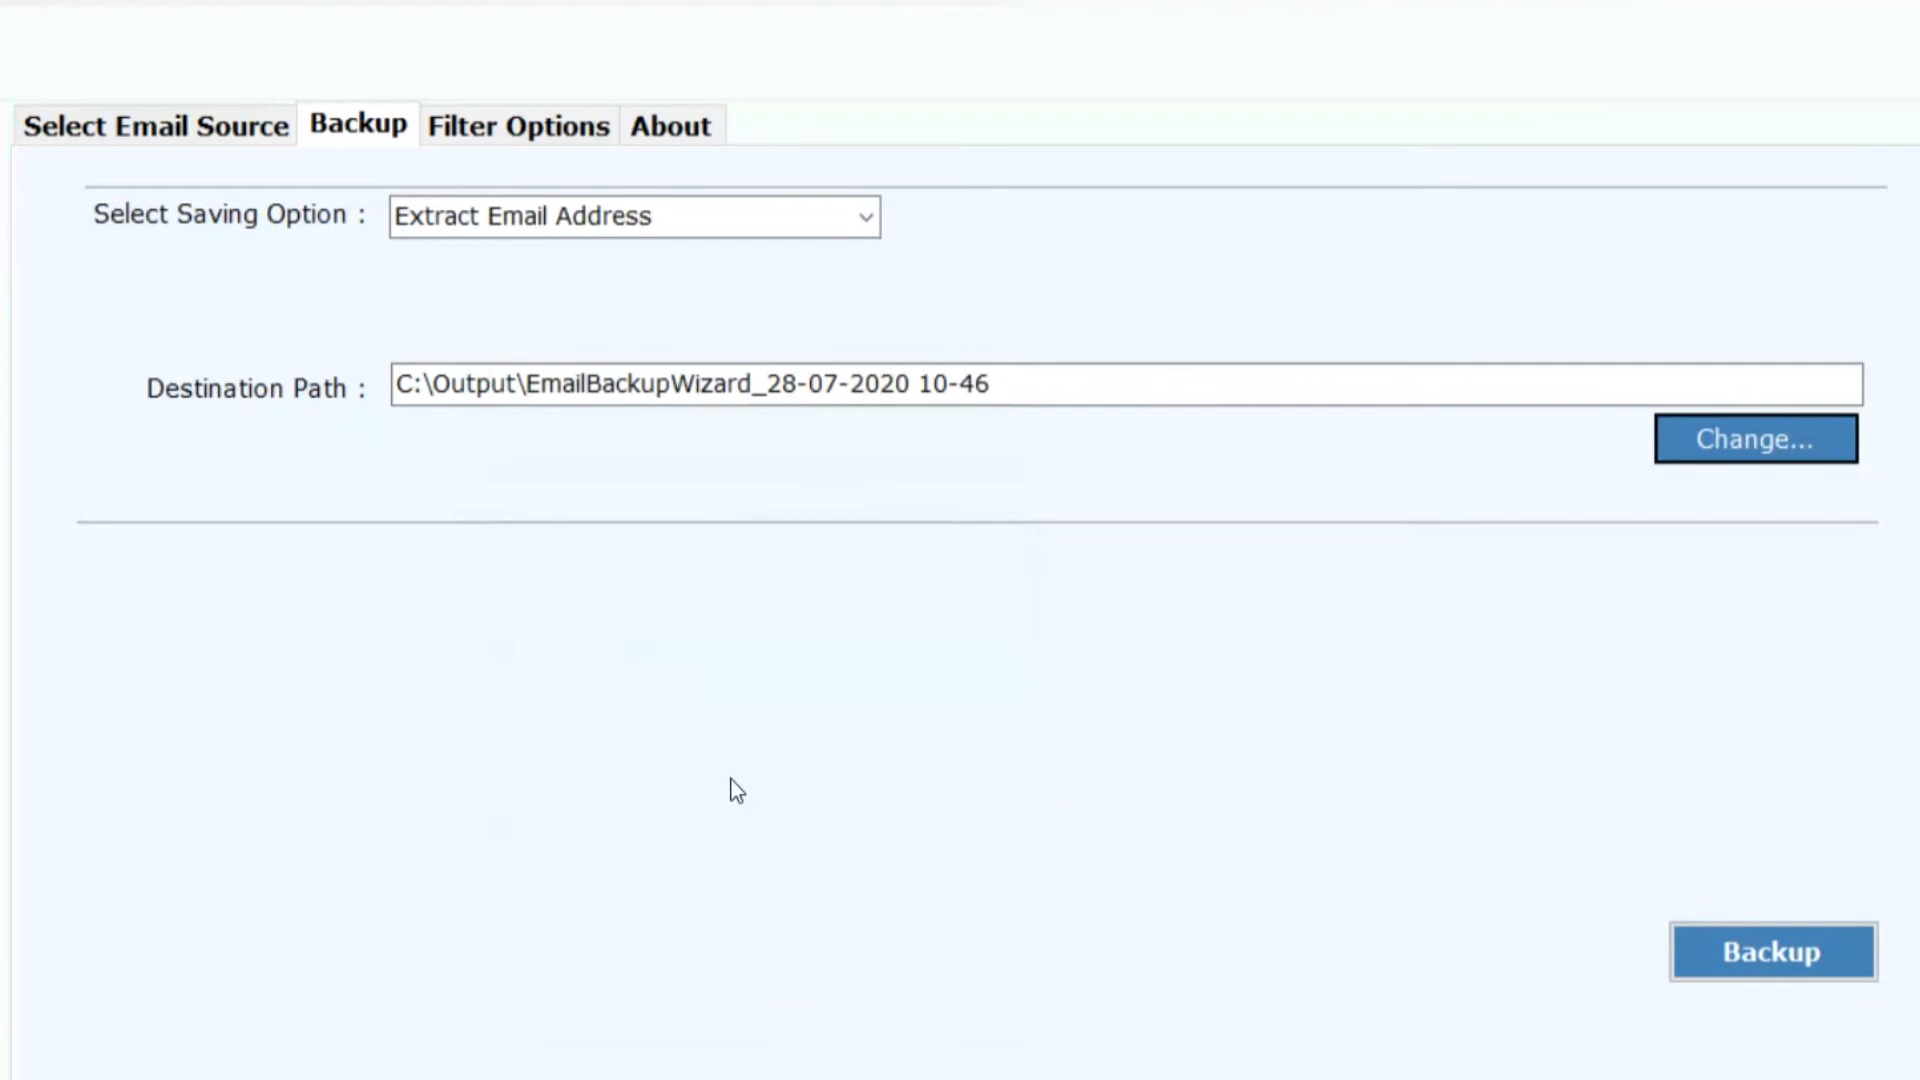 Select Email Source Backup Filter Options About
Select Saving Option : Extract Email Address
Destination Path : C:\Output\EmailBackupWizard_28-07-2020 10-46
Change...
Backup